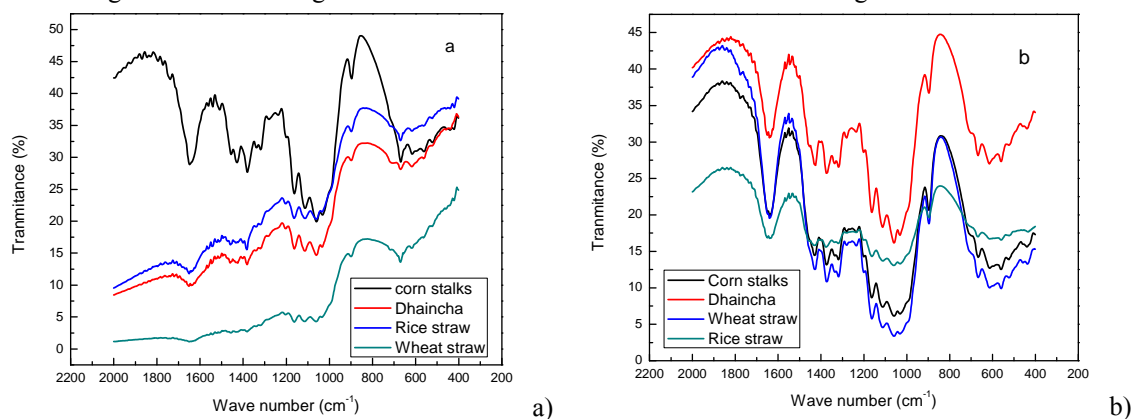 a
50
45
40
35
30
25
20
15
10
5
0
Tranmitance (%)
corn stalks
Dhaincha
Rice straw
Wheat straw
2200 2000 1800 1600 1400 1200 1000 800 600 400 200
Wave number (cm-1)
a)
b
45
40
35
30
25
20
15
10
5
0
Tranmitance (%)
Corn stalks
Dhaincha
Wheat straw
Rice straw
2200 2000 1800 1600 1400 1200 1000 800 600 400 200
Wave number (cm-1)
b)